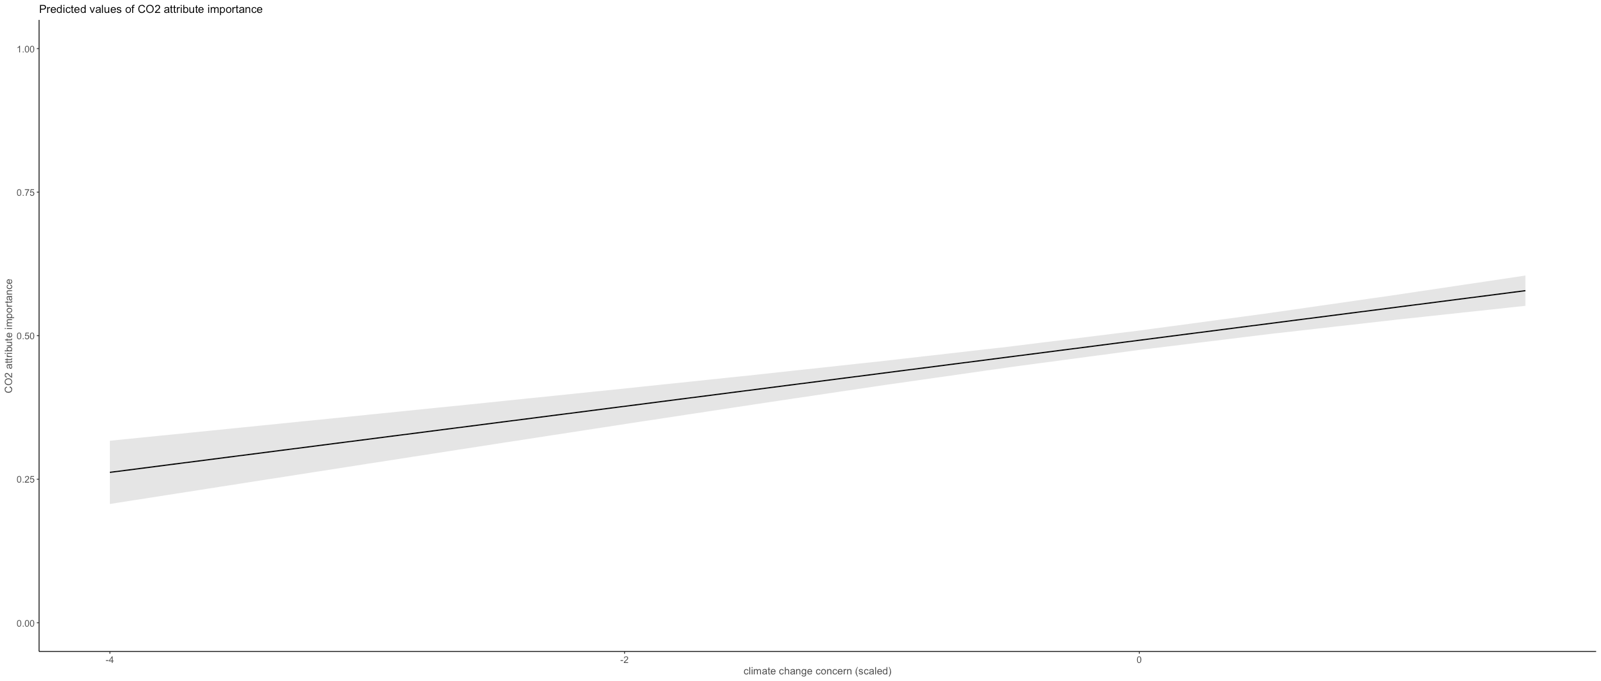 Predicted values of CO2 attribute importance
1.00
0.75
0.50
0.25
0.00
CO2 attribute importance
-4
-2
0
climate change concern (scaled)